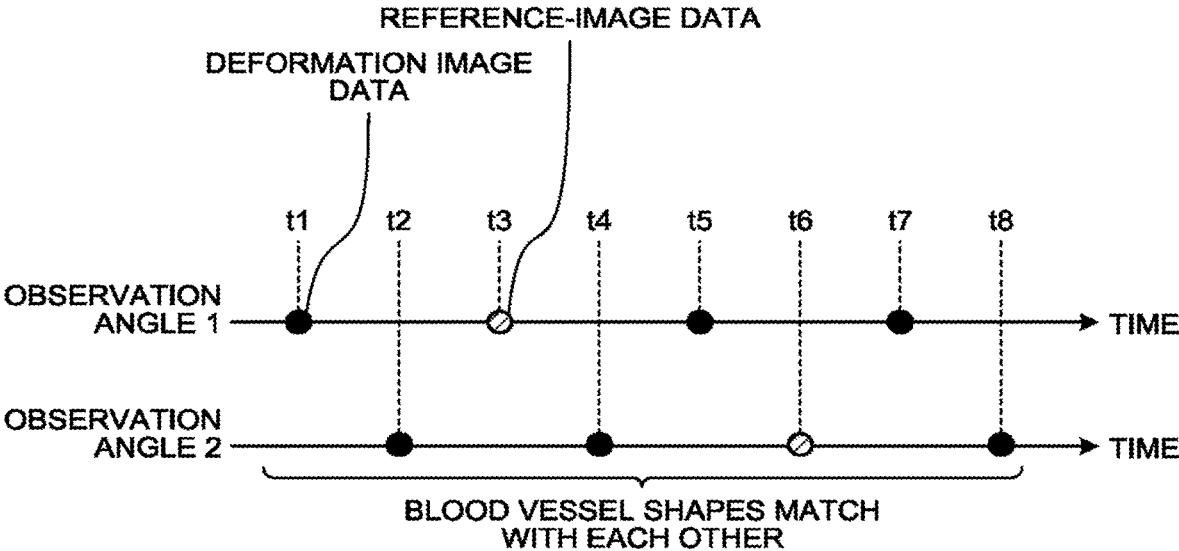 REFERENCE-IMAGE DATA
DEFORMATION IMAGE
DATA
t1 t2 t3 t4 t5 t6 t7 t8
OBSERVATION
ANGLE 1
TIME
OBSERVATION
ANGLE 2
TIME
BLOOD VESSEL SHAPES MATCH
WITH EACH OTHER